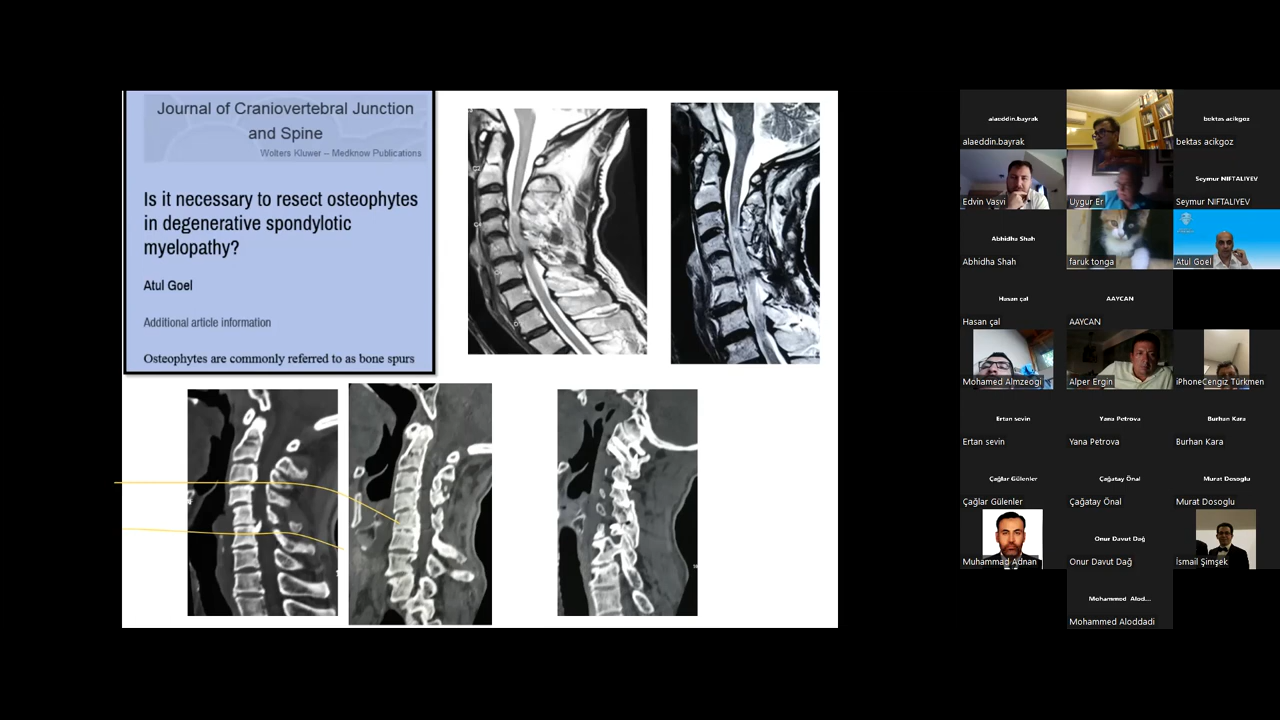 Journal of Craniovertebral Junction
and Spine
Wolters Kluwer – Medknow Publications
Is it necessary to resect osteophytes
in degenerative spondylotic
myelopathy?
Atul Goel
Additional article information
Osteophytes are commonly referred to as bone spurs
alaeddin.bayrak
alaeddin.bayrak
bektas acikgoz
bektas acikgoz
Edvin Vasvi
Uygur Er
Seymur NIFTALIYEV
Seymur NIFTALIYEV
Abhidha Shah
Abhidha Shah
faruk tonga
Atul Goel
Hasan çal
Hasan çal
AAYCAN
AAYCAN
Mohamed Almzeogi
Alper Ergin
iPhoneCengiz Türkmen
Ertan sevin
Ertan sevin
Yana Petrova
Yana Petrova
Burhan Kara
Burhan Kara
Çağlar Gülenler
Çağlar Gülenler
Çağatay Önal
Çağatay Önal
Murat Dosoglu
Murat Dosoglu
Muhammad Adnan
Onur Davut Dağ
Onur Davut Dağ
İsmail Şimşek
Mohammed Alod...
Mohammed Aloddadi